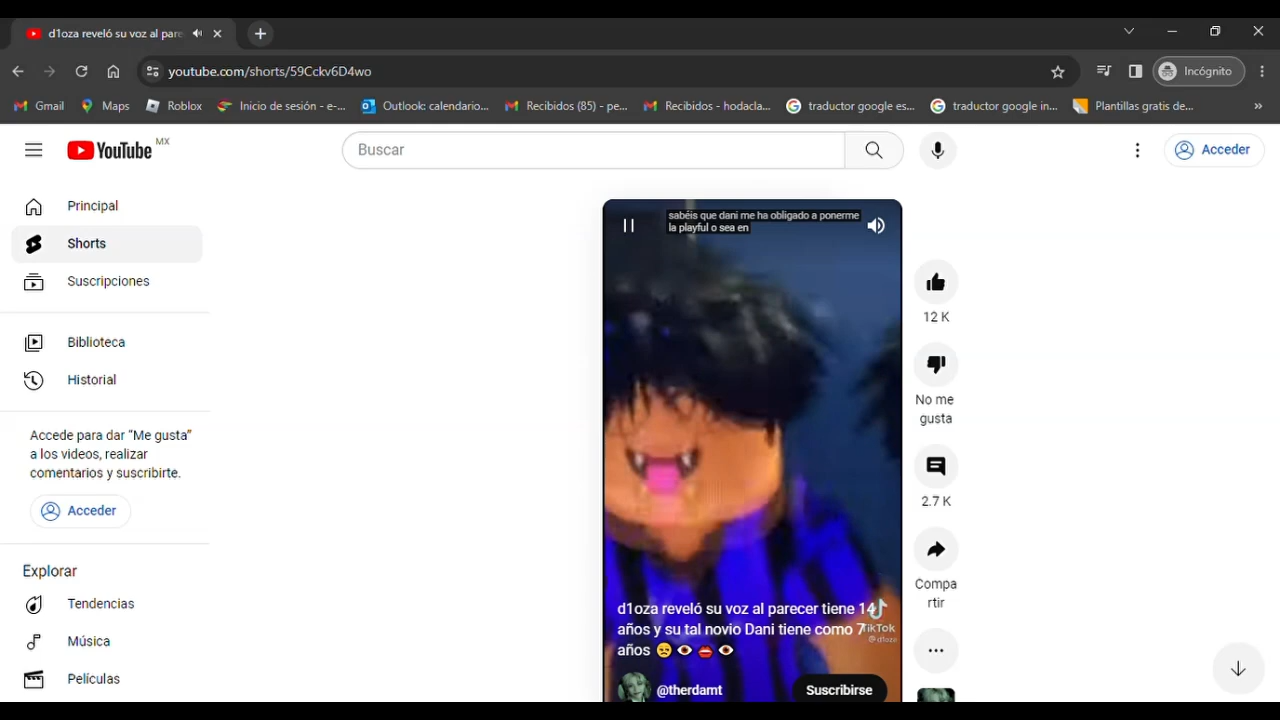 d1oza reveló su voz al pare
youtube.com/shorts/59Cckv6D4wo
Incógnito
Gmail
Maps
Roblox
Inicio de sesión - e-...
Outlook: calendario...
Recibidos (85) - pe...
Recibidos - hodacla...
traductor google es...
traductor google in...
Plantillas gratis de...
YouTube MX
Buscar
Acceder
Principal
Shorts
Suscripciones
Biblioteca
Historial
Accede para dar “Me gusta”
a los videos, realizar
comentarios y suscribirte.
Acceder
Explorar
Tendencias
Música
Películas
sabéis que dani me ha obligado a ponerme
la playful o sea en
d1oza reveló su voz al parecer tiene 14
años y su tal novio Dani tiene como 7
años
TikTok
@therdamt
Suscribirse
12 K
No me
gusta
2.7 K
Compa
rtir